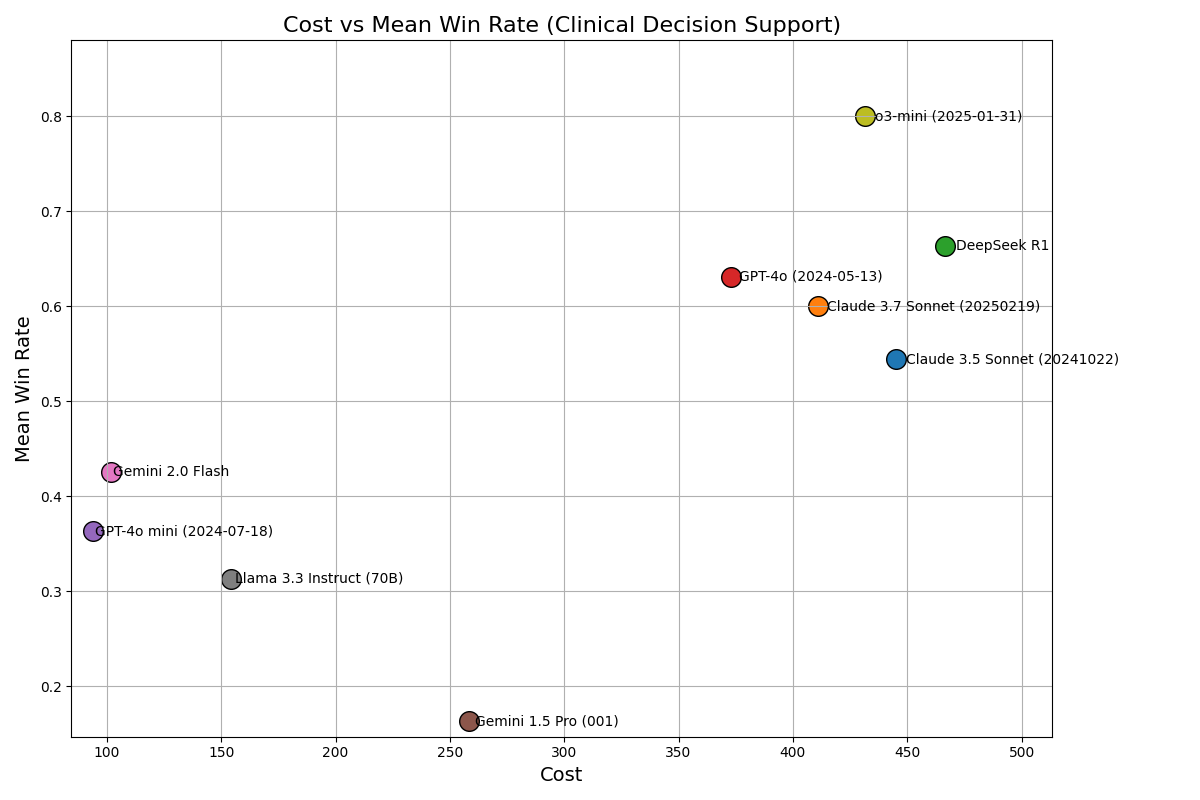 Cost vs Mean Win Rate (Clinical Decision Support)
Mean Win Rate
0.8
0.7
0.6
0.5
0.4
0.3
0.2
o3-mini (2025-01-31)
DeepSeek R1
GPT-4o (2024-05-13)
Claude 3.7 Sonnet (20250219)
Claude 3.5 Sonnet (20241022)
Gemini 2.0 Flash
GPT-4o mini (2024-07-18)
Llama 3.3 Instruct (70B)
Gemini 1.5 Pro (001)
100 150 200 250 300 350 400 450 500
Cost